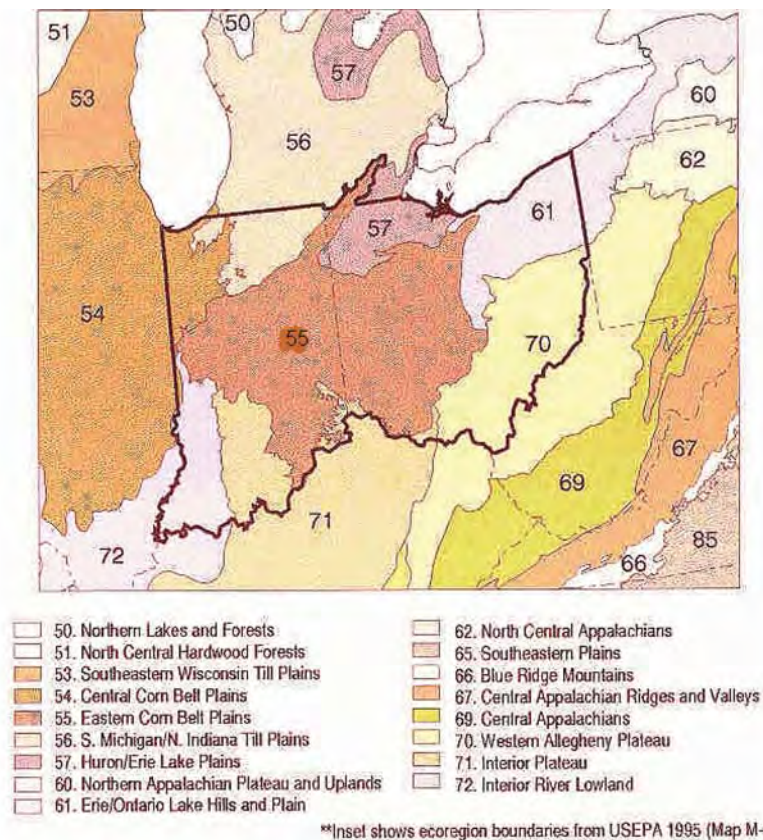 51
50
57
53
60
56
62
61
57
54
55
70
67
69
71
72
85
66
50. Northern Lakes and Forests
51. North Central Hardwood Forests
53. Southeastern Wisconsin Till Plains
54. Central Corn Belt Plains
55. Eastern Corn Belt Plains
56. S. Michigan/N. Indiana Till Plains
57. Huron/Erie Lake Plains
60. Northern Appalachian Plateau and Uplands
61. Erie/Ontario Lake Hills and Plain
62. North Central Appalachians
65. Southeastern Plains
66. Blue Ridge Mountains
67. Central Appalachian Ridges and Valleys
69. Central Appalachians
70. Western Allegheny Plateau
71. Interior Plateau
72. Interior River Lowland
**Inset shows ecoregion boundaries from USEPA 1995 (Map M-